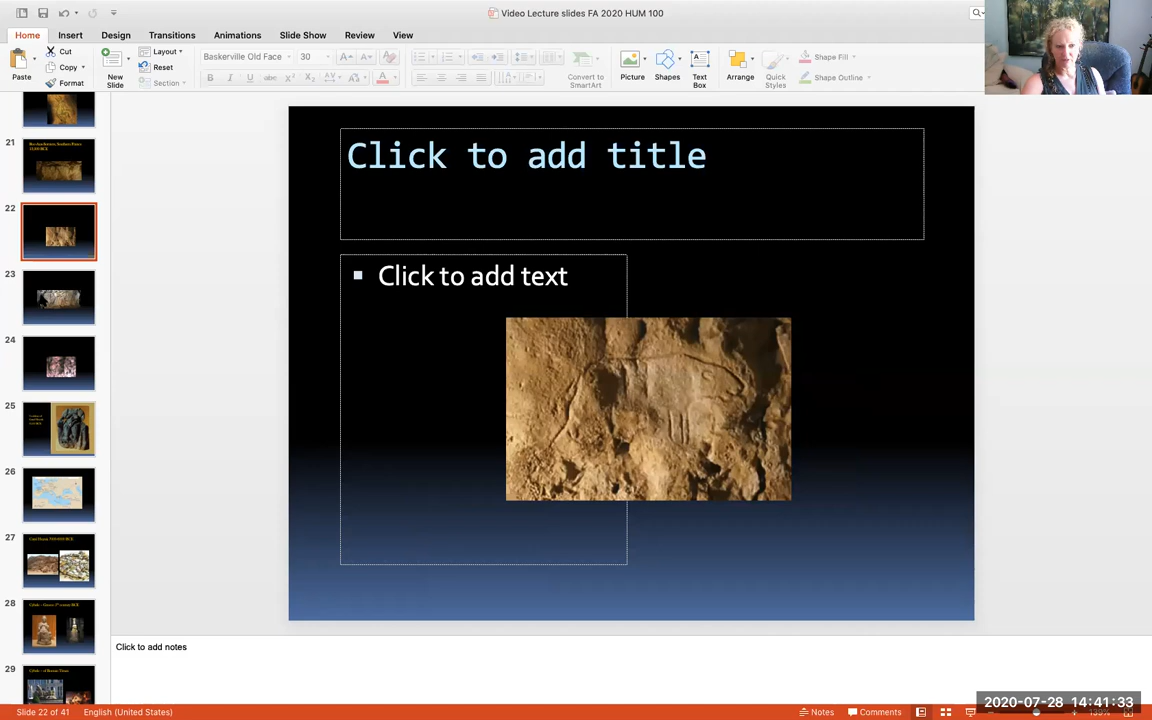 Video Lecture slides FA 2020 HUM 100
Home Insert Design Transitions Animations Slide Show Review View
Paste
Cut
Copy
Format
New Slide
Layout
Reset
Section
Baskerville Old Face 30
Convert to SmartArt
Picture
Shapes
Text Box
Arrange
Quick Styles
Shape Fill
Shape Outline
21
22
23
24
25
26
27
28
29
Click to add title
Click to add text
Click to add notes
2020-07-28 14:41:33
Slide 22 of 41 English (United States) Notes Comments